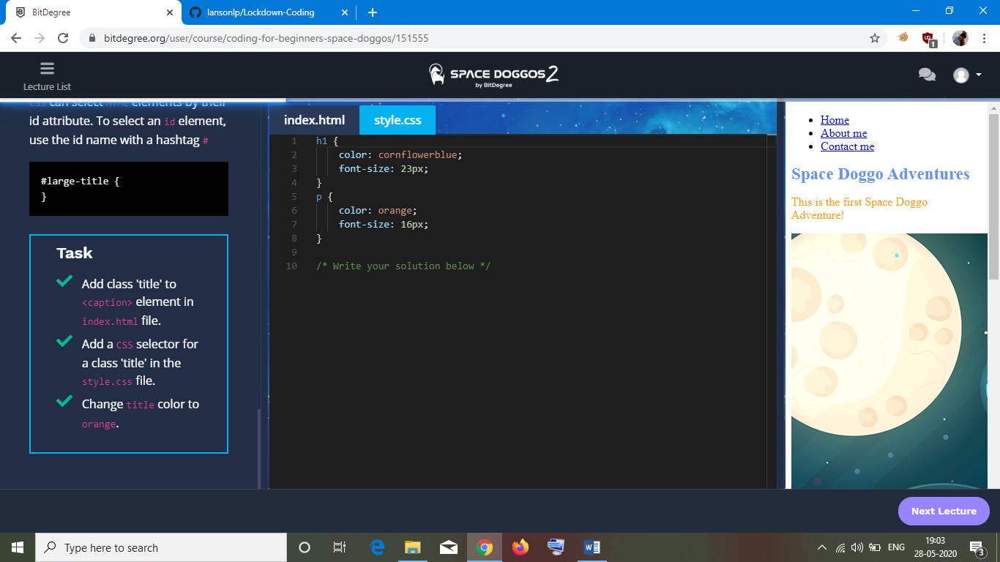 BitDegree
lansonlp/Lockdown-Coding
bitdegree.org/user/course/coding-for-beginners-space-doggos/151555
1
Lecture List
SPACE DOGGOS 2
by BitDegree
css can select HTML elements by their
id attribute. To select an id element,
use the id name with a hashtag #
#large-title {
}
Task
Add class 'title' to
<caption> element in
index.html file.
Add a css selector for
a class 'title' in the
style.css file.
Change title color to
orange.
index.html
style.css
1 h1 {
2 color: cornflowerblue;
3 font-size: 23px;
4 }
5 p {
6 color: orange;
7 font-size: 16px;
8 }
9
10 /* Write your solution below */
Home
About me
Contact me
Space Doggo Adventures
This is the first Space Doggo
Adventure!
Next Lecture
Type here to search
ENG
19:03
28-05-2020
3